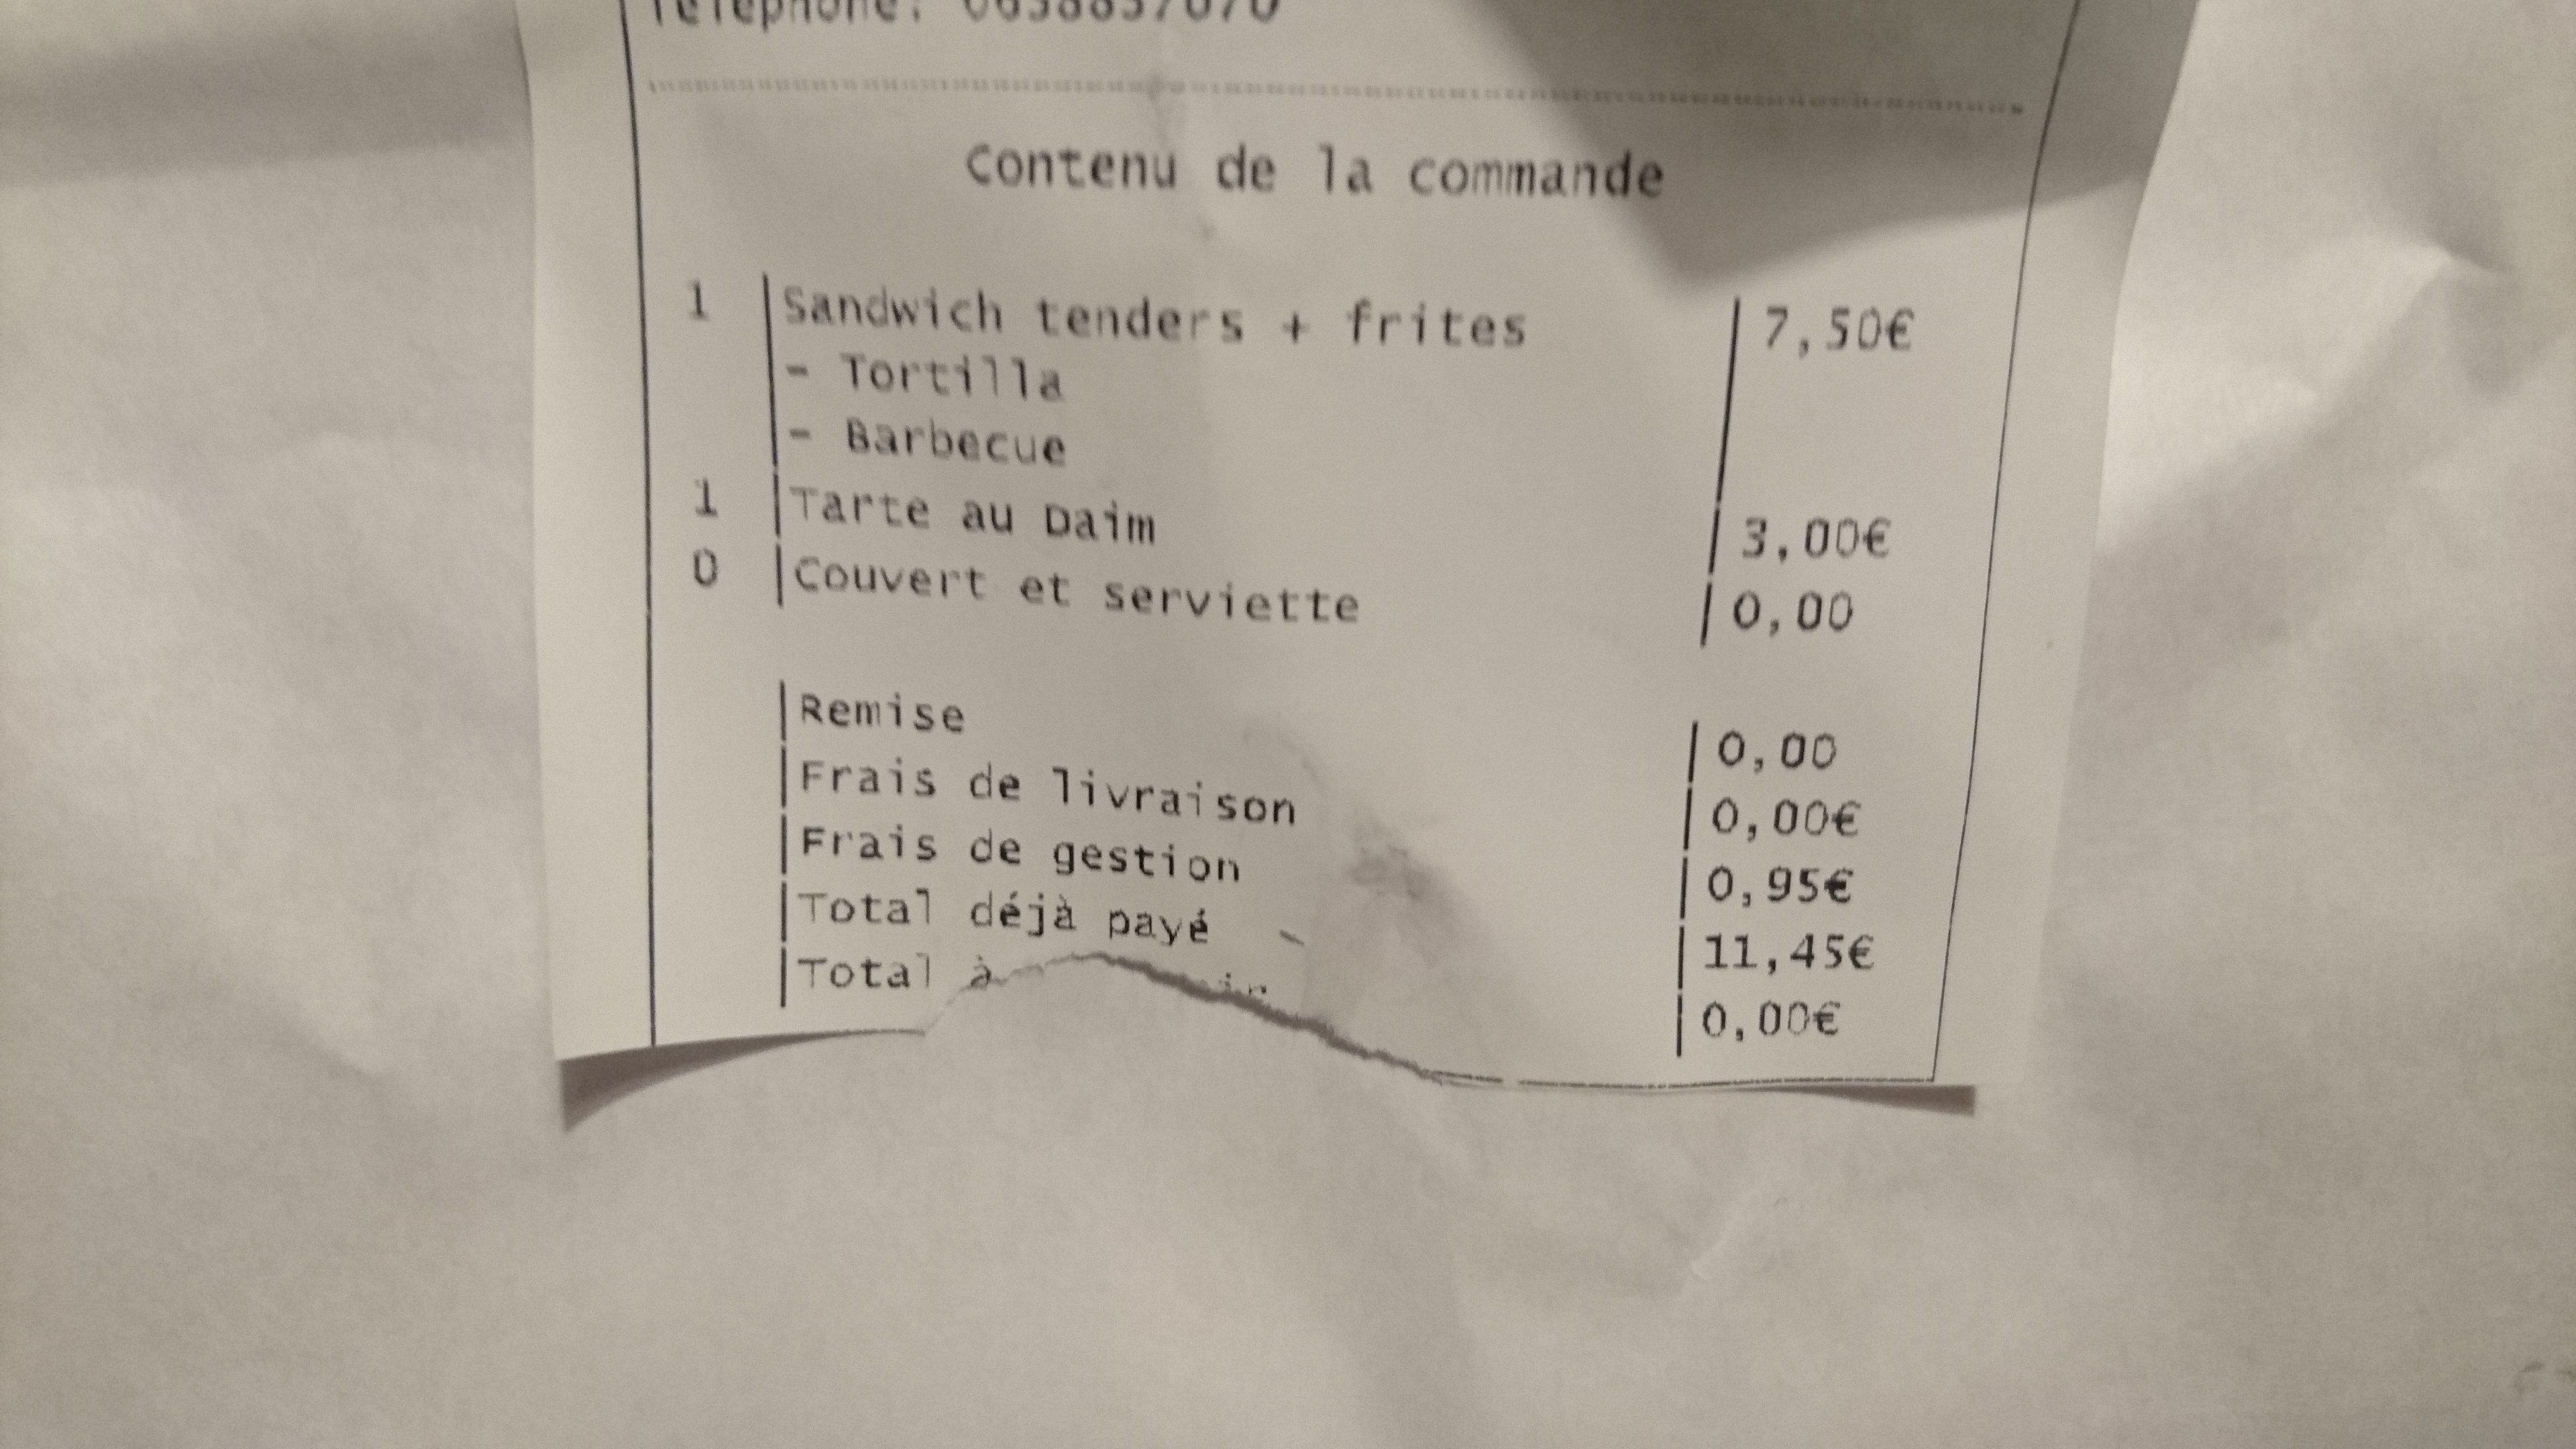 Contenu de la commande
1 Sandwich tenders + frites 7,50€
- Tortilla
- Barbecue
1 Tarte au Daim 3,00€
0 Couvert et serviette 0,00
Remise 0,00
Frais de livraison 0,00€
Frais de gestion 0,95€
Total déjà payé 11,45€
Total à 0,00€